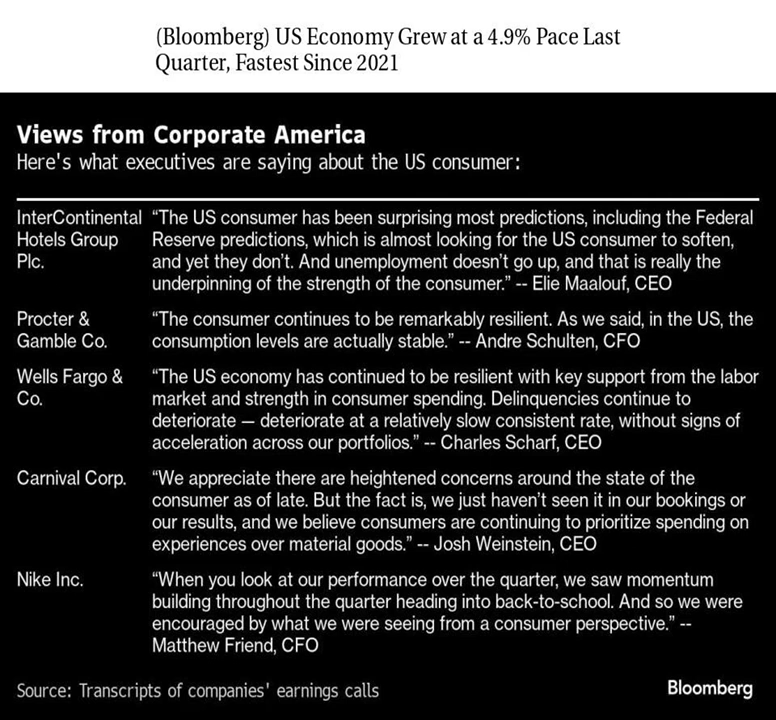 (Bloomberg) US Economy Grew at a 4.9% Pace Last
Quarter, Fastest Since 2021
Views from Corporate America
Here's what executives are saying about the US consumer:
InterContinental
Hotels Group
Plc.
“The US consumer has been surprising most predictions, including the Federal
Reserve predictions, which is almost looking for the US consumer to soften,
and yet they don’t. And unemployment doesn’t go up, and that is really the
underpinning of the strength of the consumer.” -- Elie Maalouf, CEO
Procter &
Gamble Co.
“The consumer continues to be remarkably resilient. As we said, in the US, the
consumption levels are actually stable.” -- Andre Schulten, CFO
Wells Fargo &
Co.
“The US economy has continued to be resilient with key support from the labor
market and strength in consumer spending. Delinquencies continue to
deteriorate — deteriorate at a relatively slow consistent rate, without signs of
acceleration across our portfolios.” -- Charles Scharf, CEO
Carnival Corp.
“We appreciate there are heightened concerns around the state of the
consumer as of late. But the fact is, we just haven’t seen it in our bookings or
our results, and we believe consumers are continuing to prioritize spending on
experiences over material goods.” -- Josh Weinstein, CEO
Nike Inc.
“When you look at our performance over the quarter, we saw momentum
building throughout the quarter heading into back-to-school. And so we were
encouraged by what we were seeing from a consumer perspective.” --
Matthew Friend, CFO
Source: Transcripts of companies' earnings calls
Bloomberg